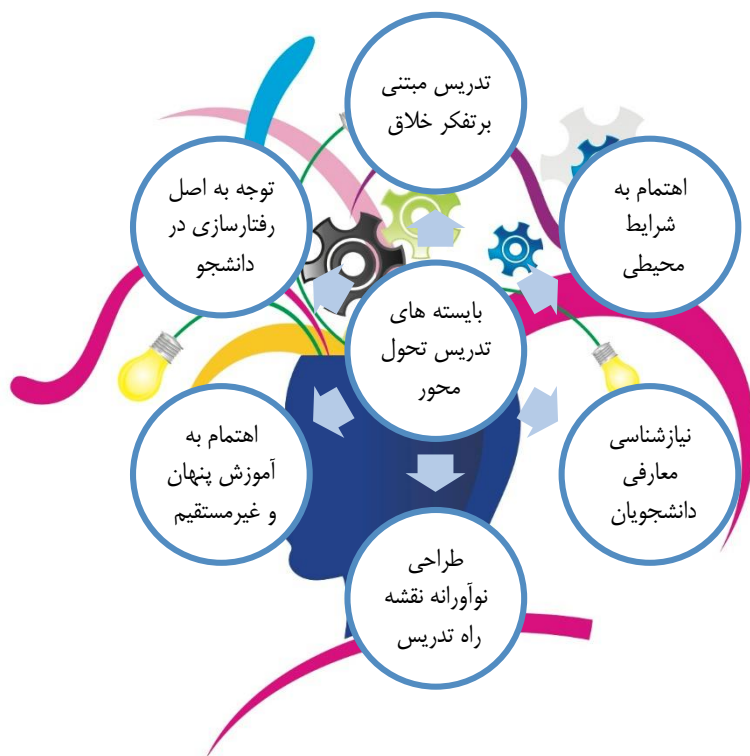 تدریس مبتنی
برتفکر خلاق
اهتمام به
شرایط
محیطی
نیازشناسی
معارفی
دانشجویان
طراحی
نوآورانه نقشه
راه تدریس
اهتمام به
آموزش پنهان
و غیرمستقیم
توجه به اصل
رفتارسازی در
دانشجو
بایسته های
تدریس تحول
محور